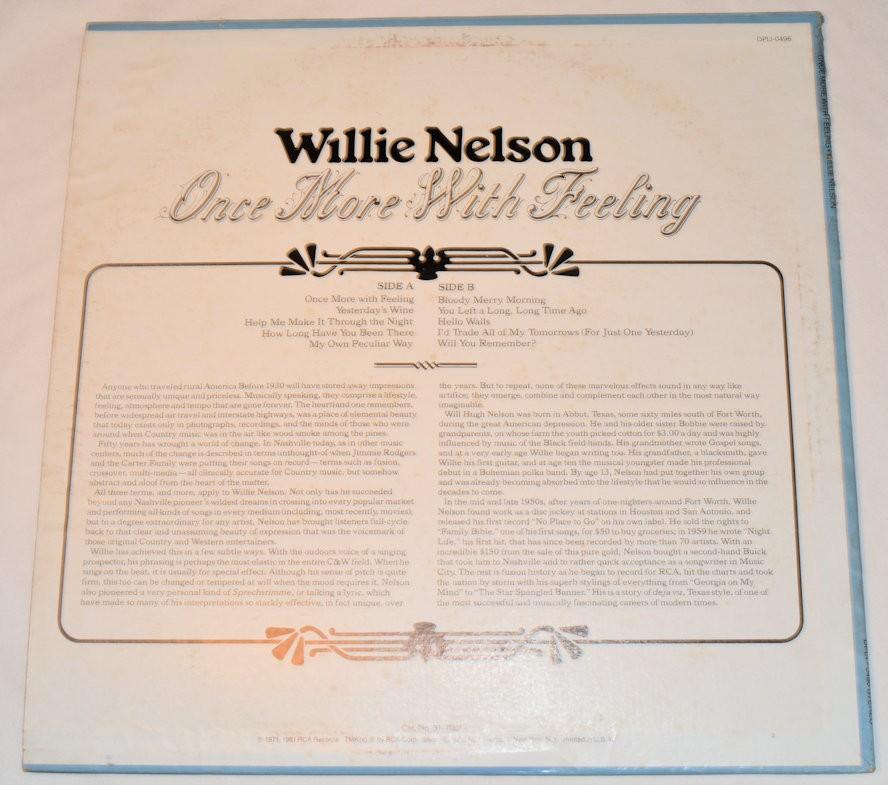 DPL1-0496
ONCE MORE WITH FEELING WILLIE NELSON
Willie Nelson
Once More With Feeling
SIDE A
Once More with Feeling
Yesterday's Wine
Help Me Make It Through the Night
How Long Have You Been There
My Own Peculiar Way
SIDE B
Bloody Merry Morning
You Left a Long, Long Time Ago
Hello Walls
I'd Trade All of My Tomorrows (For Just One Yesterday)
Will You Remember?
Anyone who traveled rural America Before 1930 will have stored away impressions
that are sensually unique and priceless. Musically speaking, they comprise a lifestyle,
feeling, atmosphere and tempo that are gone forever. The heartland one remembers,
before widespread air travel and interstate highways, was a place of elemental beauty
that today exists only in photographs, recordings, and the minds of those who were
around when Country music was in the air like wood smoke among the pines.
Fifty years has wrought a world of change. In Nashville today, as in other music
centers, much of the change is described in terms unthought-of when Jimmie Rodgers
and the Carter Family were putting their songs on record— terms such as fusion,
crossover, multi-media—all clinically accurate for Country music, but somehow
abstract and aloof from the heart of the matter.
All three terms, and more, apply to Willie Nelson. Not only has he succeeded
beyond any Nashville pioneer's wildest dreams in crossing into every popular market
and performing all kinds of songs in every medium (including, most recently, movies),
but to a degree extraordinary for any artist, Nelson has brought listeners full-cycle
back to that clear and unassuming beauty of expression that was the voicemark of
those original Country and Western entertainers.
Willie has achieved this in a few subtle ways. With the outdoors voice of a singing
prospector, his phrasing is perhaps the most elastic in the entire C&W field. When he
sings on the beat, it is usually for special effect. Although his sense of pitch is quite
firm, this too can be changed or tempered at will when the mood requires it. Nelson
also pioneered a very personal kind of Sprechstimme, or talking a lyric, which
have made so many of his interpretations so starkly effective, in fact unique, over
the years. But to repeat, none of these marvelous effects sound in any way like
artifice; they emerge, combine and complement each other in the most natural way
imaginable.
Will Hugh Nelson was born in Abbot, Texas, some sixty miles south of Fort Worth,
during the great American depression. He and his older sister Bobbie were raised by
grandparents, on whose farm the youth picked cotton for $3.00 a day and was highly
influenced by music of the Black field hands. His grandmother wrote Gospel songs,
and at a very early age Willie began writing too. His grandfather, a blacksmith, gave
Willie his first guitar, and at age ten the musical youngster made his professional
debut in a Bohemian polka band. By age 13, Nelson had put together his own group
and was already becoming absorbed into the lifestyle that he would so influence in the
decades to come.
In the mid and late 1950s, after years of one-nighters around Fort Worth, Willie
Nelson found work as a disc jockey at stations in Houston and San Antonio, and
released his first record "No Place to Go" on his own label. He sold the rights to
"Family Bible," one of his first songs, for $50 to buy groceries; in 1959 he wrote "Night
Life," his first hit, that has since been recorded by more than 70 artists. With an
incredible $150 from the sale of this pure gold, Nelson bought a second-hand Buick
that took him to Nashville and to rather quick acceptance as a songwriter in Music
City. The rest is fusion history as he began to record for RCA, hit the charts and took
the nation by storm with his superb stylings of everything from "Georgia on My
Mind" to "The Star Spangled Banner." His is a story of deja vu, Texas style, of one of
the most successful and musically fascinating careers of modern times.
Cat. No.
© 1971, 1981 RCA Records TMK(s) ® by RCA Corp. New York, N.Y. Printed in U.S.A.